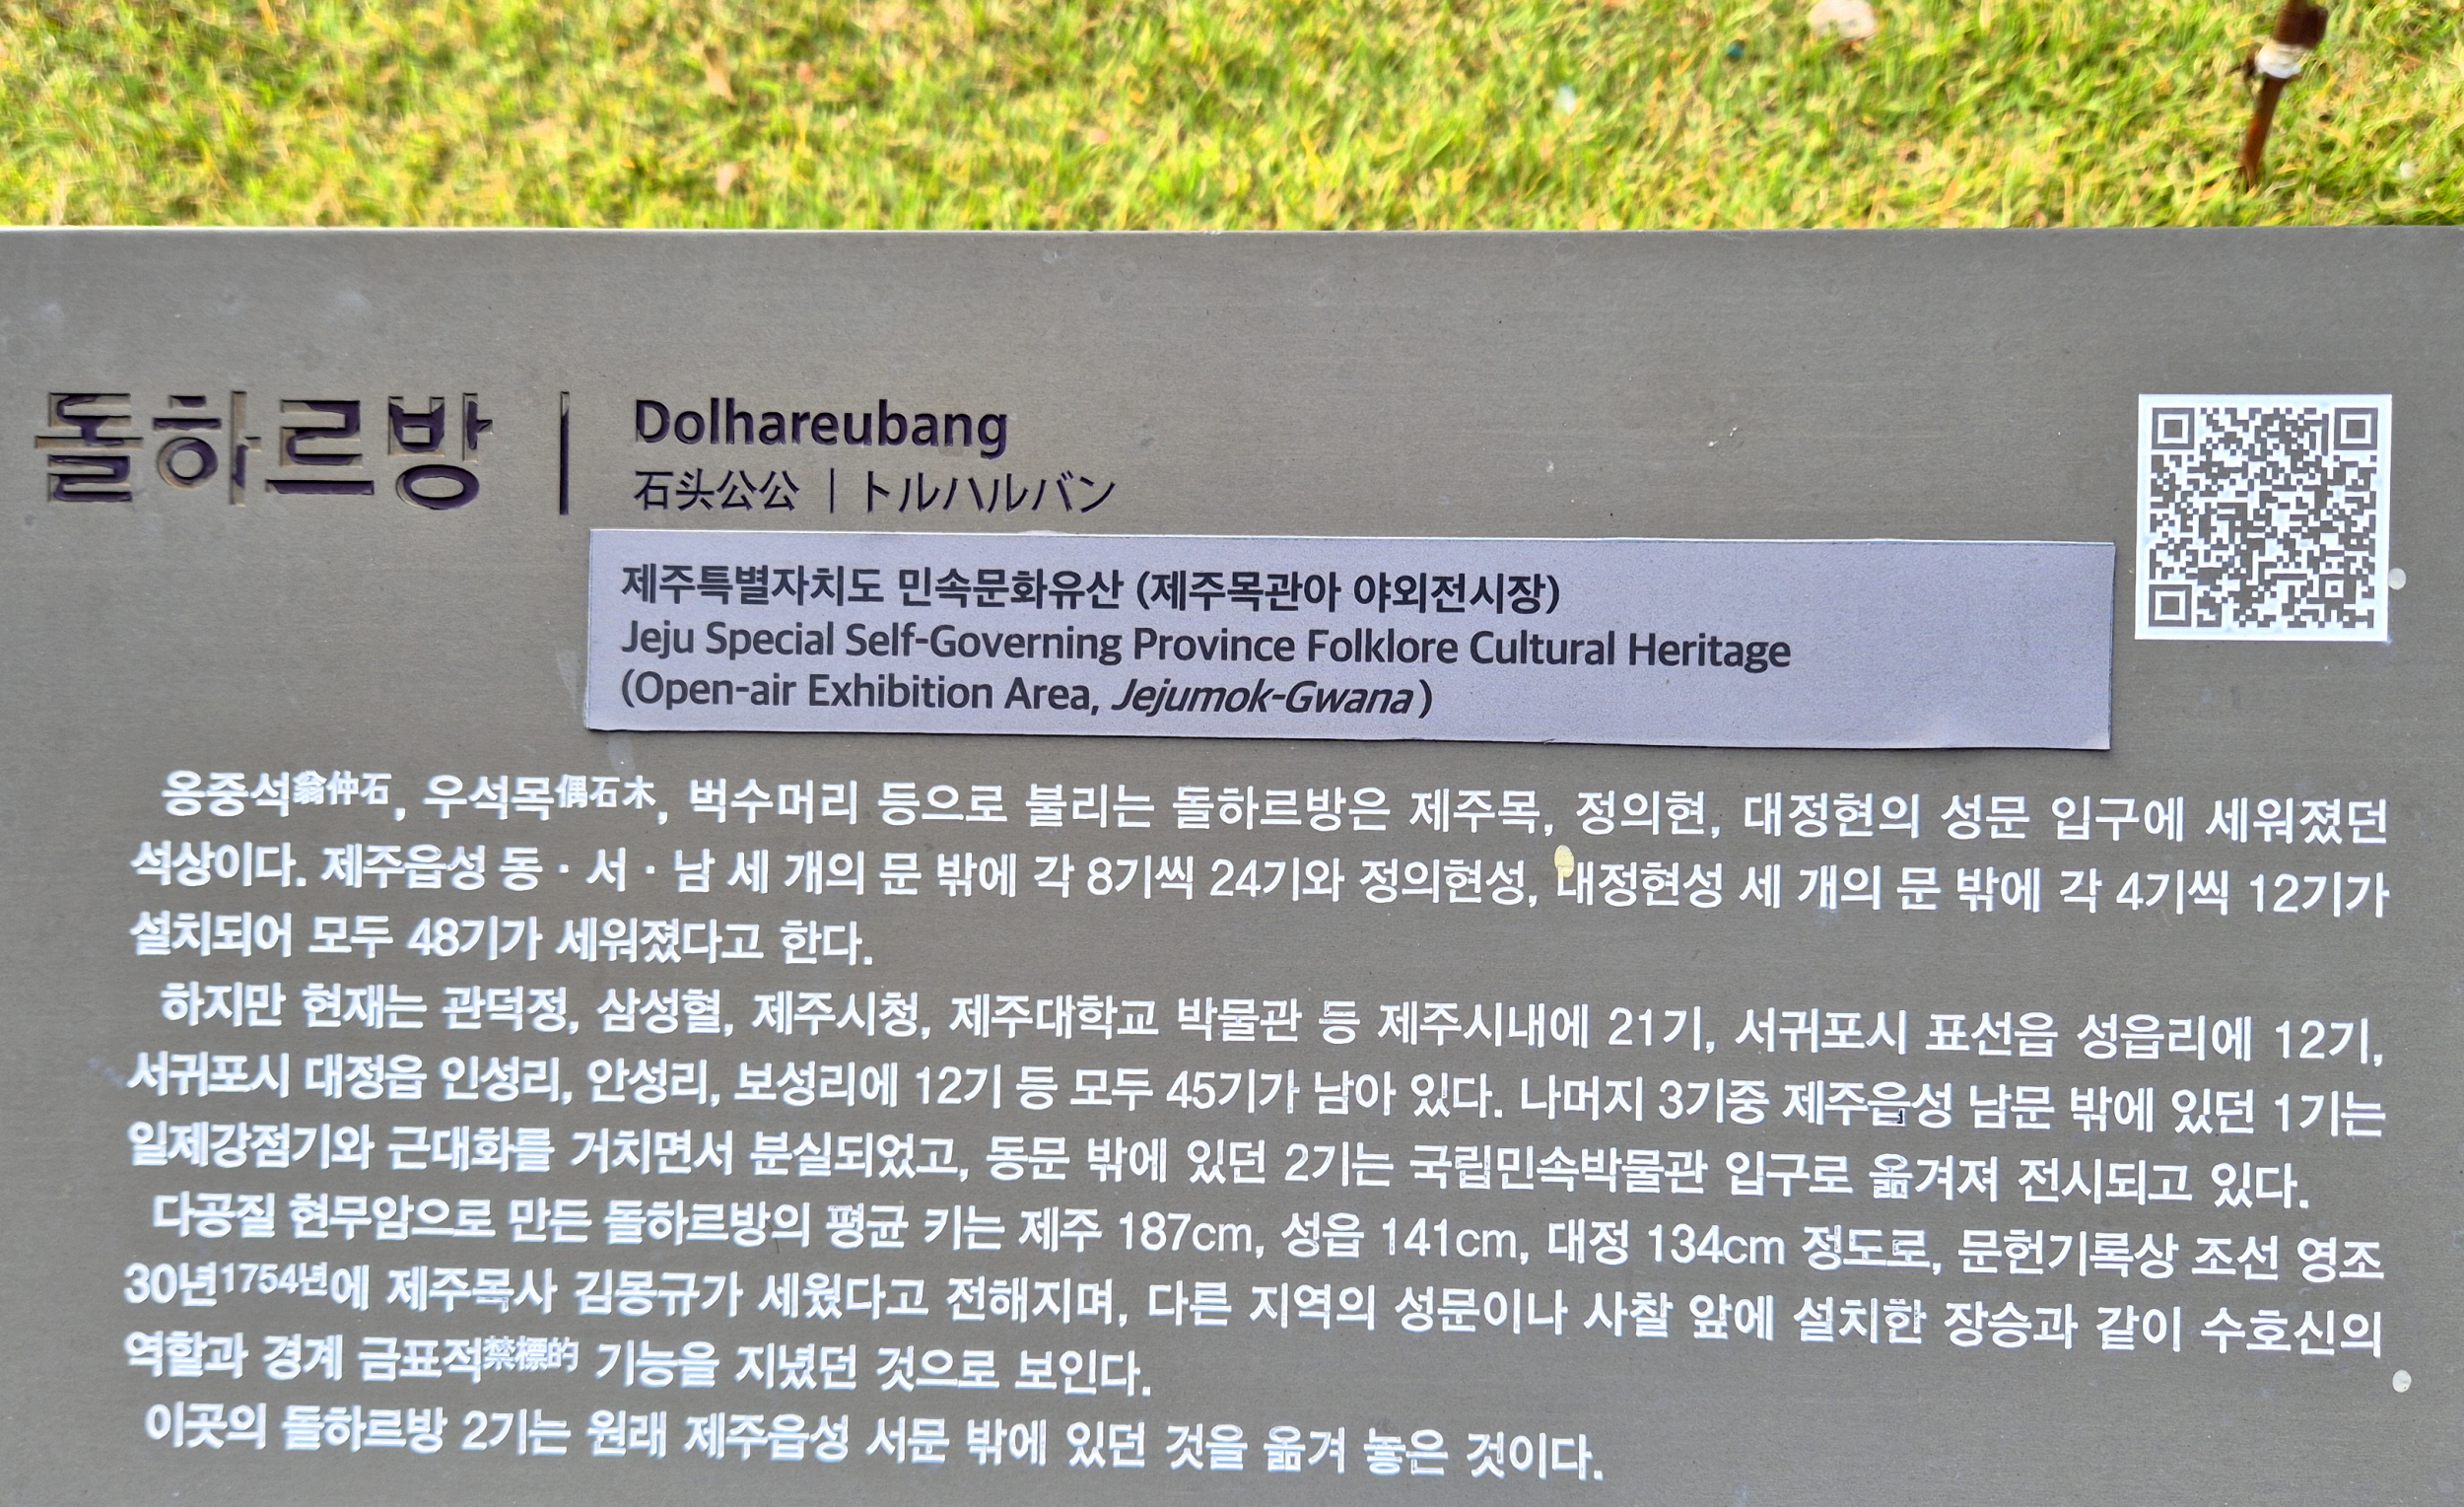 돌하르방 | Dolhareubang
石头公公 | トルハルバン
제주특별자치도 민속문화유산 (제주목관아 야외전시장)
Jeju Special Self-Governing Province Folklore Cultural Heritage
(Open-air Exhibition Area, Jejumok-Gwana)
옹중석翁仲石, 우석목偶石木, 벅수머리 등으로 불리는 돌하르방은 제주목, 정의현, 대정현의 성문 입구에 세워졌던
석상이다. 제주읍성 동 · 서 · 남 세 개의 문 밖에 각 8기씩 24기와 정의현성, 대정현성 세 개의 문 밖에 각 4기씩 12기가
설치되어 모두 48기가 세워졌다고 한다.
하지만 현재는 관덕정, 삼성혈, 제주시청, 제주대학교 박물관 등 제주시내에 21기, 서귀포시 표선읍 성읍리에 12기,
서귀포시 대정읍 인성리, 안성리, 보성리에 12기 등 모두 45기가 남아 있다. 나머지 3기중 제주읍성 남문 밖에 있던 1기는
일제강점기와 근대화를 거치면서 분실되었고, 동문 밖에 있던 2기는 국립민속박물관 입구로 옮겨져 전시되고 있다.
다공질 현무암으로 만든 돌하르방의 평균 키는 제주 187cm, 성읍 141cm, 대정 134cm 정도로, 문헌기록상 조선 영조
30년1754년에 제주목사 김몽규가 세웠다고 전해지며, 다른 지역의 성문이나 사찰 앞에 설치한 장승과 같이 수호신의
역할과 경계 금표적禁標的 기능을 지녔던 것으로 보인다.
이곳의 돌하르방 2기는 원래 제주읍성 서문 밖에 있던 것을 옮겨 놓은 것이다.